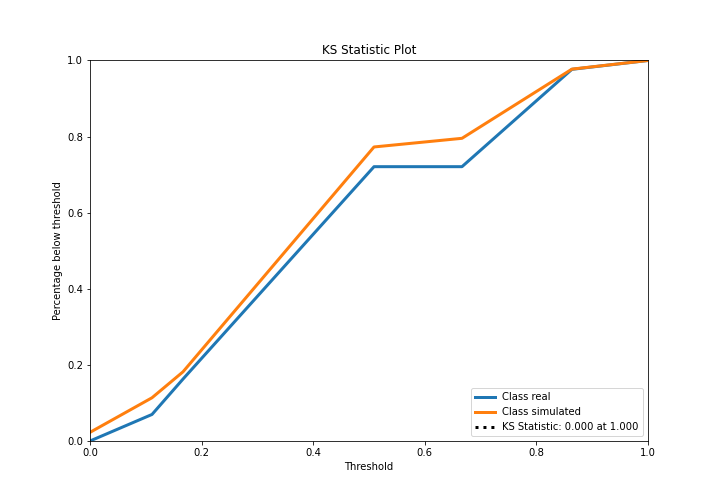 KS Statistic Plot
1.0
0.8
0.6
0.4
0.2
0.0
Percentage below threshold
0.0 0.2 0.4 0.6 0.8 1.0
Threshold
Class real
Class simulated
KS Statistic: 0.000 at 1.000